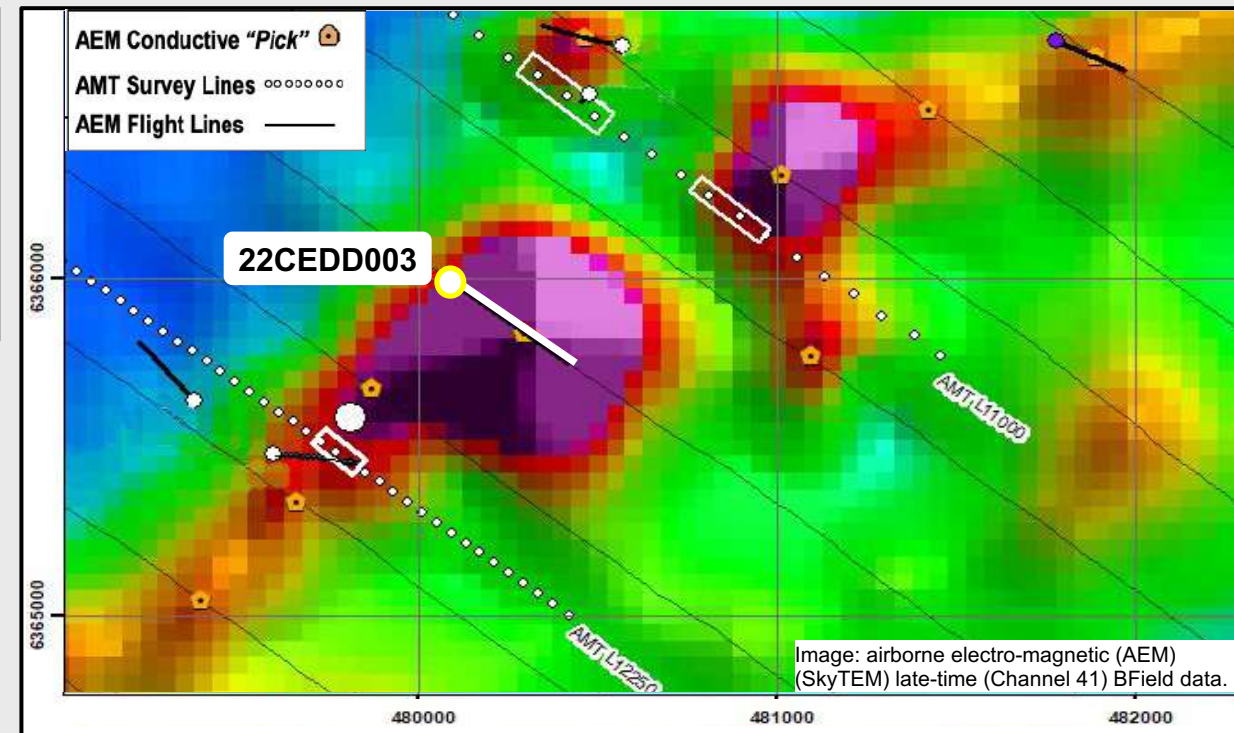 AEM Conductive "Pick"
AMT Survey Lines
AEM Flight Lines
22CEDD003
6366000
6365000
AMT L11000
AMT L12250
Image: airborne electro-magnetic (AEM)
(SkyTEM) late-time (Channel 41) BField data.
480000
481000
482000